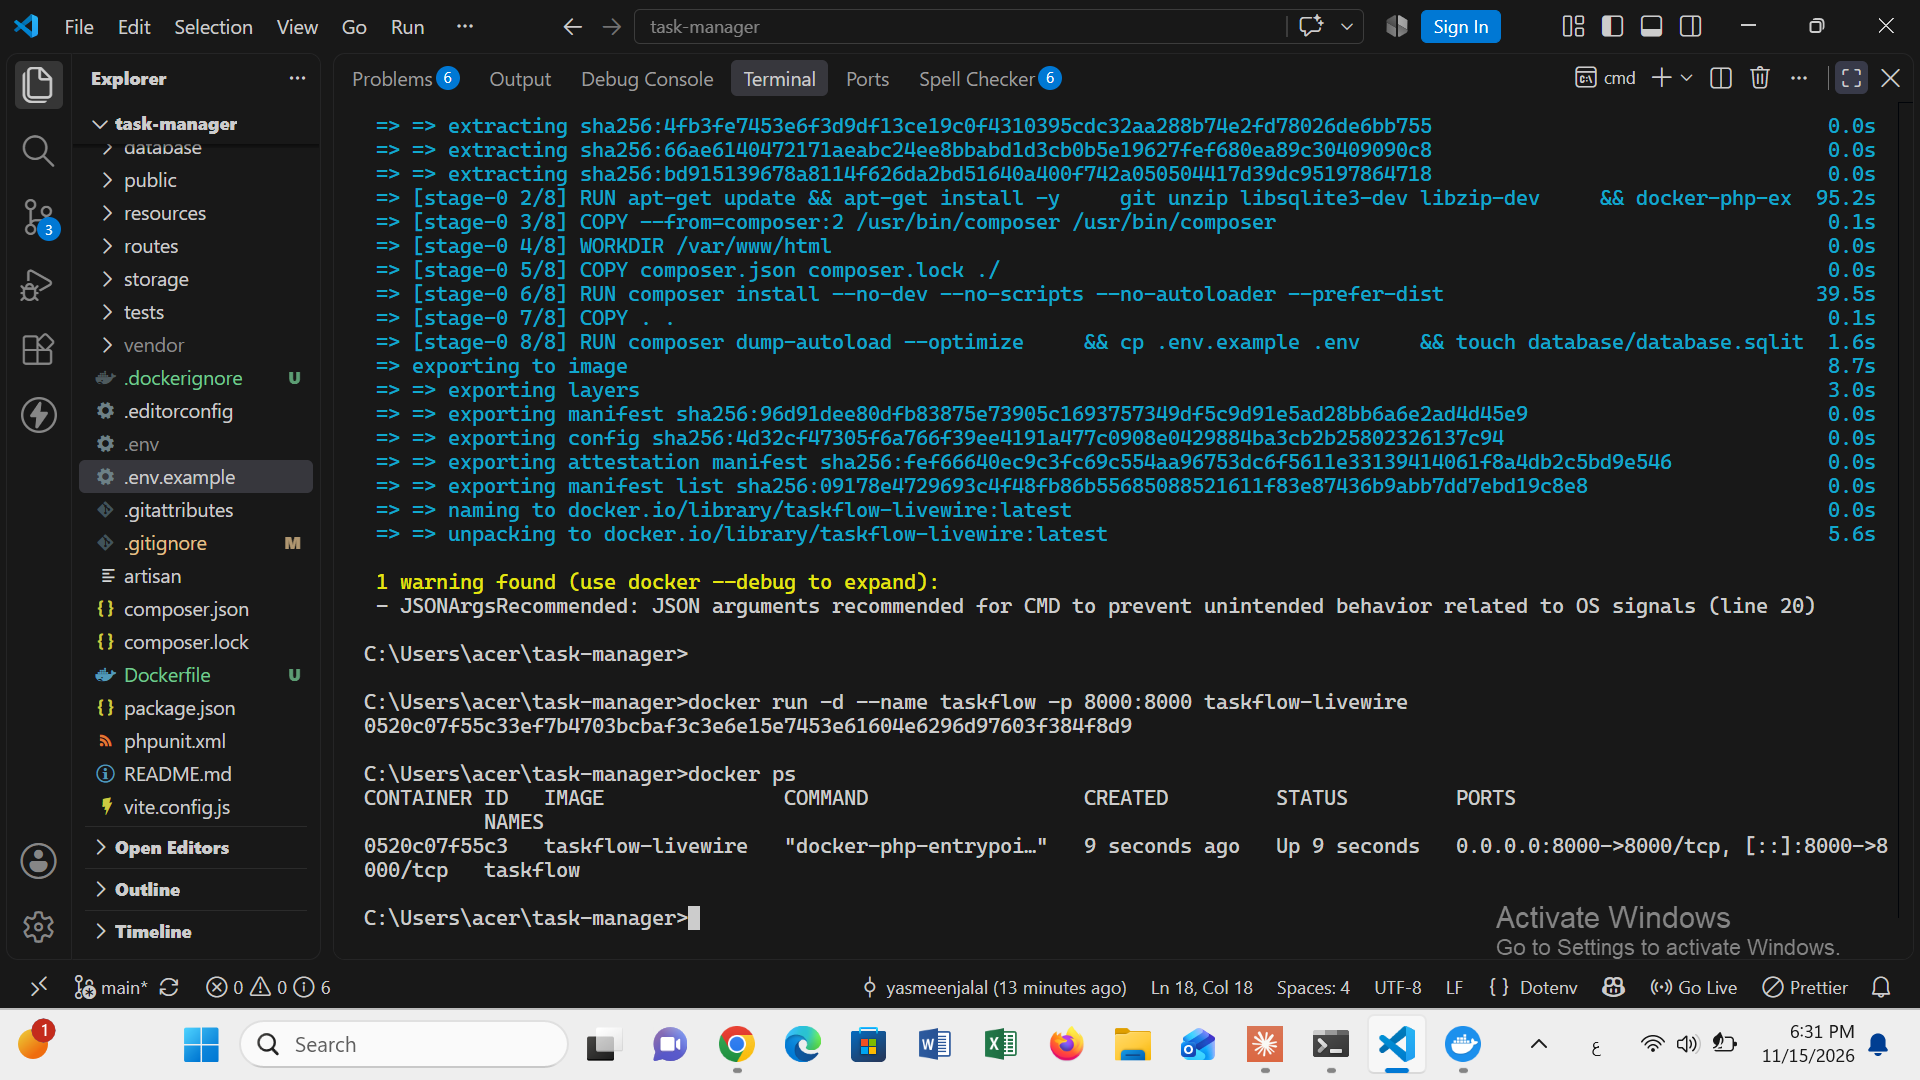 File Edit Selection View Go Run ··· task-manager Sign In
Explorer ···
task-manager
database
public
resources
routes
storage
tests
vendor
.dockerignore U
.editorconfig
.env
.env.example
.gitattributes
.gitignore M
artisan
composer.json
composer.lock
Dockerfile U
package.json
phpunit.xml
README.md
vite.config.js
Open Editors
Outline
Timeline
3
Problems 6 Output Debug Console Terminal Ports Spell Checker 6 cmd
=> => extracting sha256:4fb3fe7453e6f3d9df13ce19c0f4310395cdc32aa288b74e2fd78026de6bb755 0.0s
=> => extracting sha256:66ae6140472171aeabc24ee8bbabd1d3cb0b5e19627fef680ea89c30409090c8 0.0s
=> => extracting sha256:bd915139678a8114f626da2bd51640a400f742a050504417d39dc95197864718 0.0s
=> [stage-0 2/8] RUN apt-get update && apt-get install -y     git unzip libsqlite3-dev libzip-dev     && docker-php-ex 95.2s
=> [stage-0 3/8] COPY --from=composer:2 /usr/bin/composer /usr/bin/composer 0.1s
=> [stage-0 4/8] WORKDIR /var/www/html 0.0s
=> [stage-0 5/8] COPY composer.json composer.lock ./ 0.0s
=> [stage-0 6/8] RUN composer install --no-dev --no-scripts --no-autoloader --prefer-dist 39.5s
=> [stage-0 7/8] COPY . . 0.1s
=> [stage-0 8/8] RUN composer dump-autoload --optimize     && cp .env.example .env     && touch database/database.sqlit 1.6s
=> exporting to image 8.7s
=> => exporting layers 3.0s
=> => exporting manifest sha256:96d91dee80dfb83875e73905c1693757349df5c9d91e5ad28bb6a6e2ad4d45e9 0.0s
=> => exporting config sha256:4d32cf47305f6a766f39ee4191a477c0908e0429884ba3cb2b25802326137c94 0.0s
=> => exporting attestation manifest sha256:fef66640ec9c3fc69c554aa96753dc6f5611e33139414061f8a4db2c5bd9e546 0.0s
=> => exporting manifest list sha256:09178e4729693c4f48fb86b55685088521611f83e87436b9abb7dd7ebd19c8e8 0.0s
=> => naming to docker.io/library/taskflow-livewire:latest 0.0s
=> => unpacking to docker.io/library/taskflow-livewire:latest 5.6s
1 warning found (use docker --debug to expand):
- JSONArgsRecommended: JSON arguments recommended for CMD to prevent unintended behavior related to OS signals (line 20)
C:\Users\acer\task-manager>
C:\Users\acer\task-manager>docker run -d --name taskflow -p 8000:8000 taskflow-livewire
0520c07f55c33ef7b4703bcbaf3c3e6e15e7453e61604e6296d97603f384f8d9
C:\Users\acer\task-manager>docker ps
CONTAINER ID   IMAGE               COMMAND                  CREATED         STATUS         PORTS
NAMES
0520c07f55c3   taskflow-livewire   "docker-php-entrypoi…"   9 seconds ago   Up 9 seconds   0.0.0.0:8000->8000/tcp, [::]:8000->8
000/tcp   taskflow
C:\Users\acer\task-manager>
Activate Windows
Go to Settings to activate Windows.
main* 0 0 6 yasmeenjalal (13 minutes ago) Ln 18, Col 18 Spaces: 4 UTF-8 LF { } Dotenv Go Live Prettier
1 Search ع 6:31 PM
11/15/2026